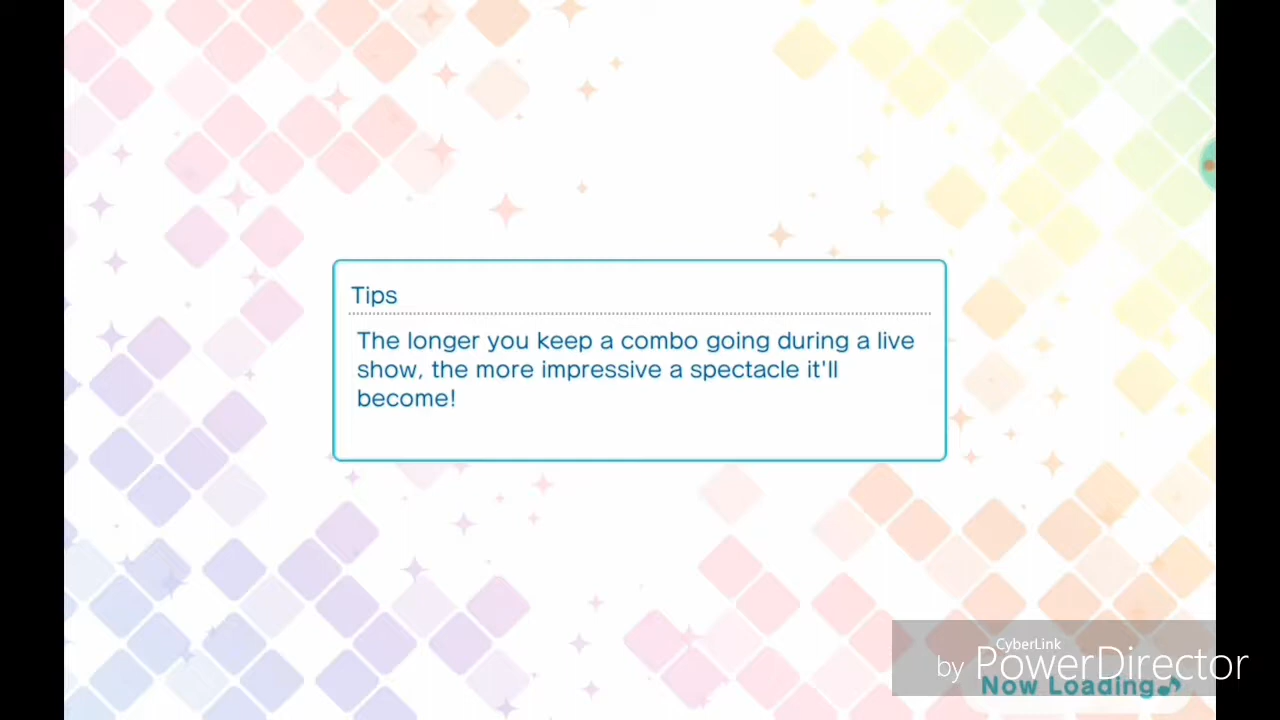 Tips
The longer you keep a combo going during a live
show, the more impressive a spectacle it'll
become!
CyberLink
by PowerDirector
Now Loading♪